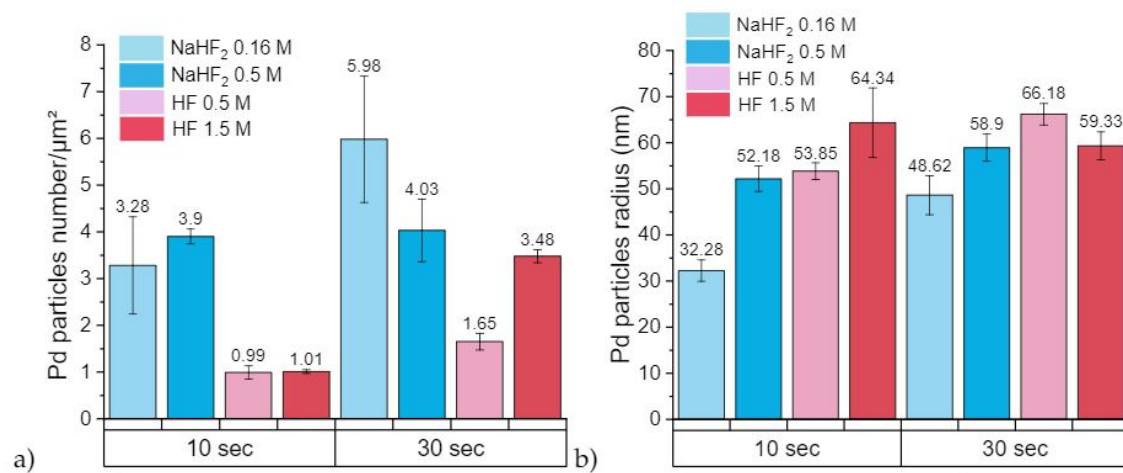 NaHF₂ 0.16 M
NaHF₂ 0.5 M
HF 0.5 M
HF 1.5 M
Pd particles number/µm²
8
7
6
5
4
3
2
1
0
3.28
3.9
0.99
1.01
5.98
4.03
1.65
3.48
10 sec
30 sec
a)
NaHF₂ 0.16 M
NaHF₂ 0.5 M
HF 0.5 M
HF 1.5 M
Pd particles radius (nm)
80
70
60
50
40
30
20
10
0
32.28
52.18
53.85
64.34
48.62
58.9
66.18
59.33
10 sec
30 sec
b)